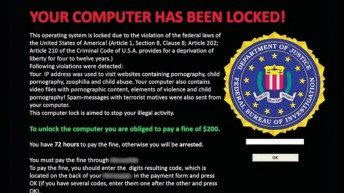 YOUR COMPUTER HAS BEEN LOCKED!
This operating system is locked due to the violation of the federal laws of
the United States of America! (Article 1, Section 8, Clause 8; Article 202;
Article 210 of the Criminal Code of U.S.A. provides for a deprivation of
liberty for four to twelve years.)
Following violations were detected:
Your IP address was used to visit websites containing pornography, child
pornography, zoophilia and child abuse. Your computer also contains
video files with pornographic content, elements of violence and child
pornography! Spam-messages with terrorist motives were also sent from
your computer.
This computer lock is aimed to stop your illegal activity.
To unlock the computer you are obliged to pay a fine of $200.
You have 72 hours to pay the fine, otherwise you will be arrested.
You must pay the fine through
To pay the fine, you should enter the digits resulting code, which is
located on the back of your in the payment form and press
OK (if you have several codes, enter them one after the other and press
OK).
DEPARTMENT OF JUSTICE
FEDERAL BUREAU OF INVESTIGATION
OK